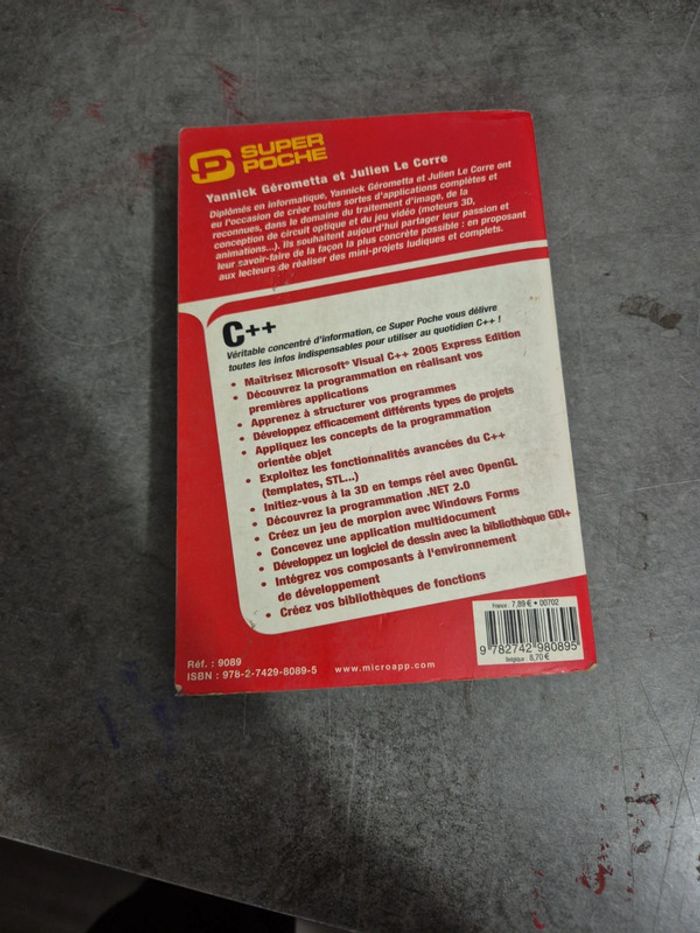 SUPER
POCHE
Yannick Gérometta et Julien Le Corre
Diplômés en informatique, Yannick Gérometta et Julien Le Corre ont
eu l'occasion de créer toutes sortes d'applications complètes et
reconnues, dans le domaine du traitement d'image, de la
conception de circuit optique et du jeu vidéo (moteurs 3D,
animations...). Ils souhaitent aujourd'hui partager leur passion et
leur savoir-faire de la façon la plus concrète possible : en proposant
aux lecteurs de réaliser des mini-projets ludiques et complets.
C++
Véritable concentré d'information, ce Super Poche vous délivre
toutes les infos indispensables pour utiliser au quotidien C++ !
• Maîtrisez Microsoft® Visual C++ 2005 Express Edition
• Découvrez la programmation en réalisant vos
premières applications
• Apprenez à structurer vos programmes
• Développez efficacement différents types de projets
• Appliquez les concepts de la programmation
orientée objet
• Exploitez les fonctionnalités avancées du C++
(templates, STL...)
• Initiez-vous à la 3D en temps réel avec OpenGL
• Découvrez la programmation .NET 2.0
• Créez un jeu de morpion avec Windows Forms
• Concevez une application multidocument
• Développez un logiciel de dessin avec la bibliothèque GDI+
• Intégrez vos composants à l'environnement
de développement
• Créez vos bibliothèques de fonctions
France : 7,89 € • 00702
9 782742 980895
Belgique : 8,70 €
Réf. : 9089
ISBN : 978-2-7429-8089-5
www.microapp.com